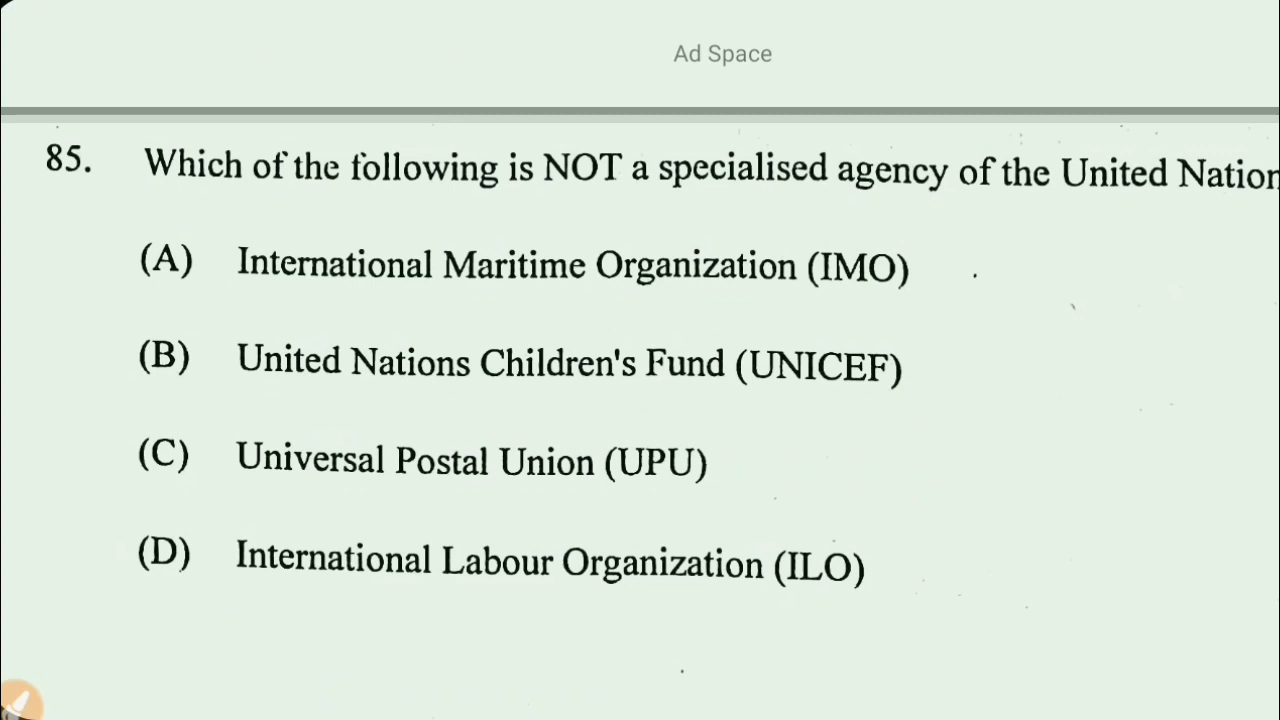 Ad Space
85. Which of the following is NOT a specialised agency of the United Nation
(A) International Maritime Organization (IMO)
(B) United Nations Children's Fund (UNICEF)
(C) Universal Postal Union (UPU)
(D) International Labour Organization (ILO)